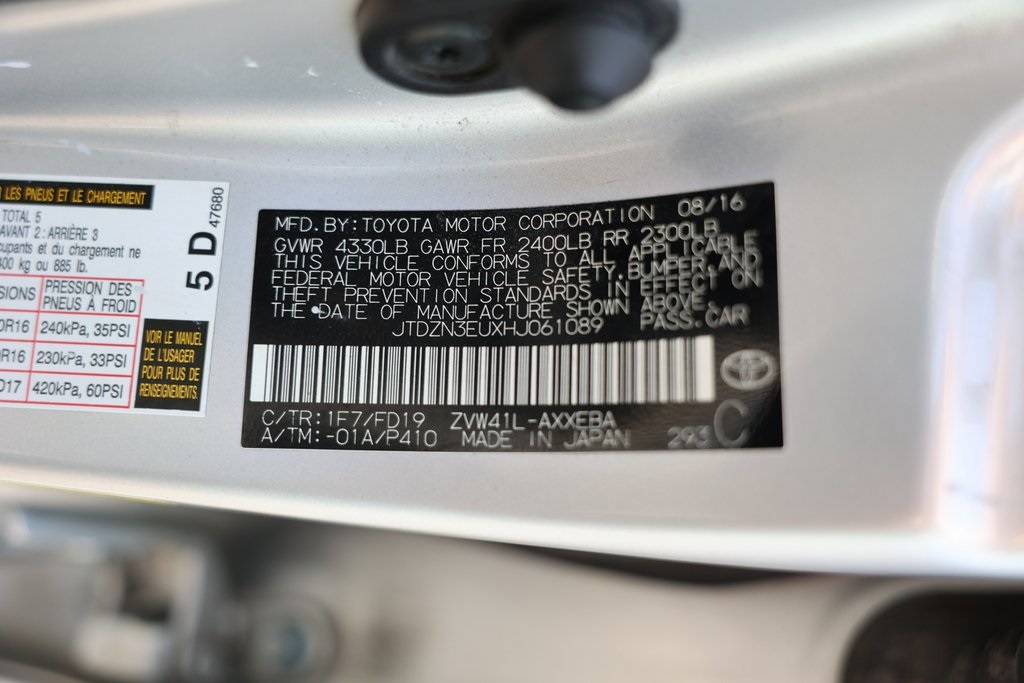 LES PNEUS ET LE CHARGEMENT
TOTAL 5
AVANT 2: ARRIÈRE 3
et du chargement ne
400 kg ou 885 lb.
PRESSION DES
PNEUS À FROID
240kPa, 35PSI
230kPa, 33PSI
420kPa, 60PSI
VOIR LE MANUEL
DE L'USAGER
POUR PLUS DE
RENSEIGNEMENTS.
5 D
47680
MFD. BY: TOYOTA MOTOR CORPORATION 08/16
GVWR 4330LB GAWR FR 2400LB RR 2300LB
THIS VEHICLE CONFORMS TO ALL APPLICABLE
FEDERAL MOTOR VEHICLE SAFETY, BUMPER, AND
THEFT PREVENTION STANDARDS IN EFFECT ON
THE DATE OF MANUFACTURE SHOWN ABOVE.
JTDZN3EUXHJ061089 PASS. CAR
C/TR: 1F7/FD19 ZVW41L-AXXEBA
A/TM: -01A/P410 MADE IN JAPAN 293 C